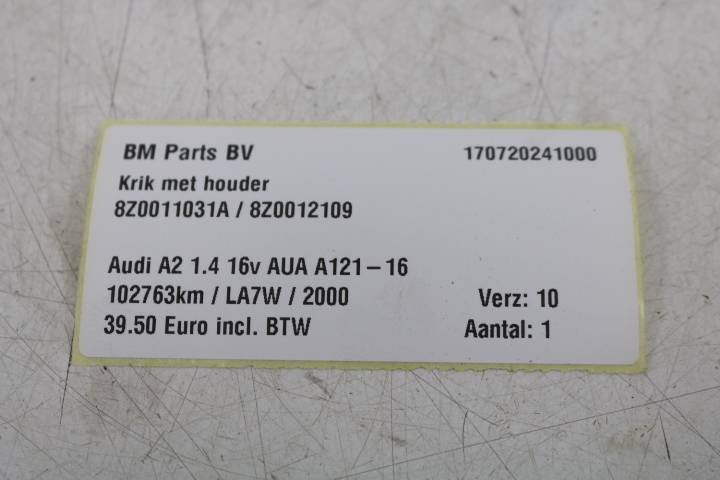 BM Parts BV 170720241000
Krik met houder
8Z0011031A / 8Z0012109
Audi A2 1.4 16v AUA A121-16
102763km / LA7W / 2000 Verz: 10
39.50 Euro incl. BTW Aantal: 1